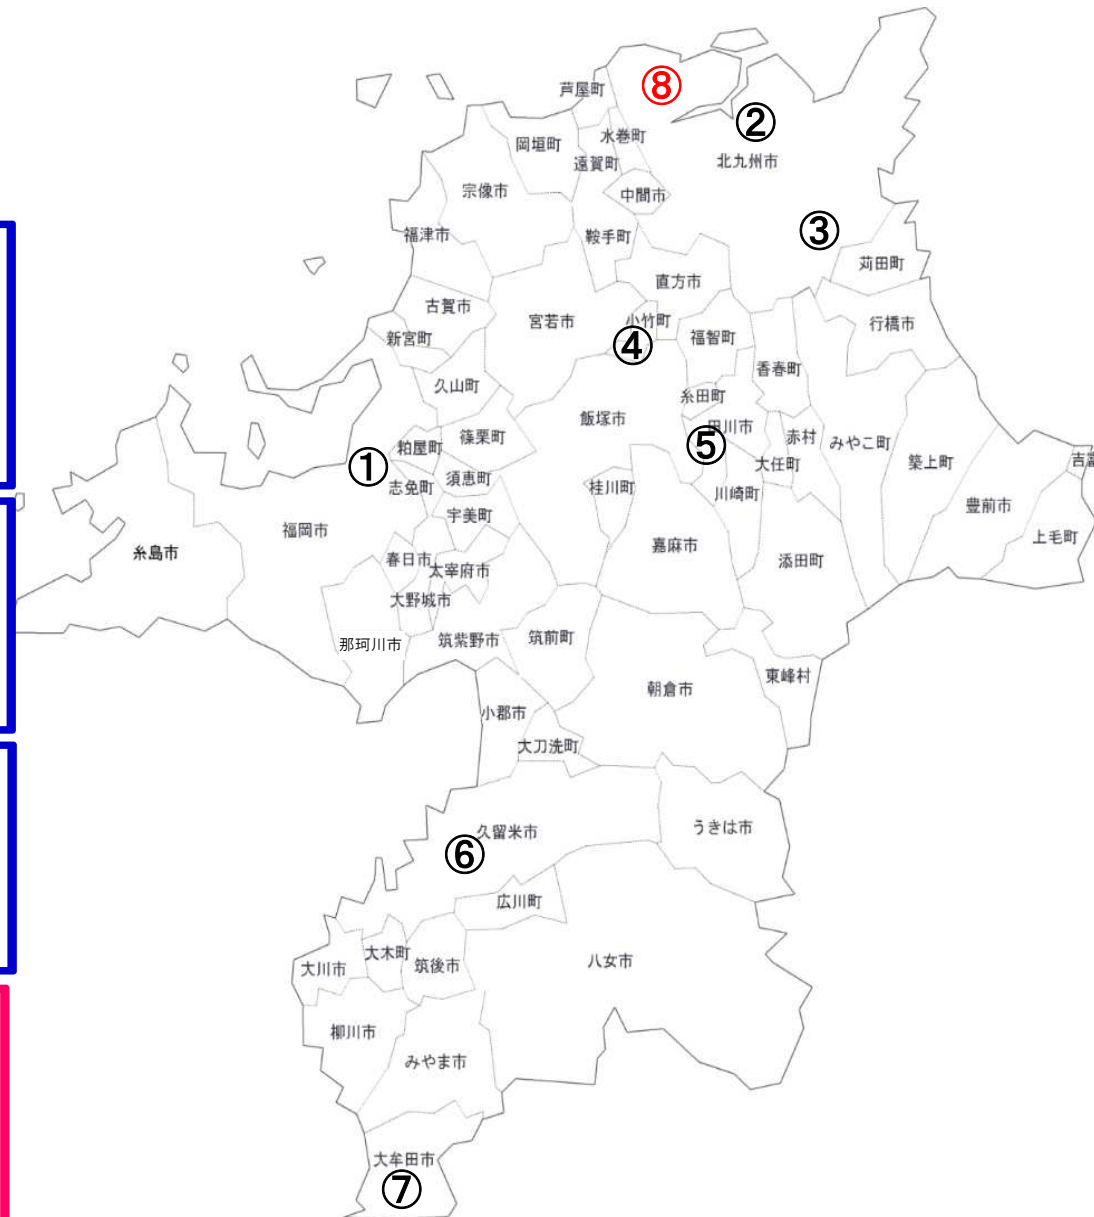 ⑧
芦屋町
②
水巻町
岡垣町
遠賀町
北九州市
宗像市
中間市
③
福津市
鞍手町
苅田町
直方市
古賀市
宮若市
小竹町
行橋市
新宮町
④
福智町
香春町
久山町
糸田町
飯塚市
田川市
赤村
みやこ町
粕屋町
篠栗町
⑤
①
大任町
築上町
吉富
志免町
須恵町
桂川町
川崎町
豊前市
宇美町
福岡市
嘉麻市
上毛町
糸島市
春日市
太宰府市
添田町
大野城市
那珂川市
筑紫野市
筑前町
東峰村
朝倉市
小郡市
大刀洗町
久留米市
うきは市
⑥
広川町
大木町
八女市
大川市
筑後市
柳川市
みやま市
大牟田市
⑦